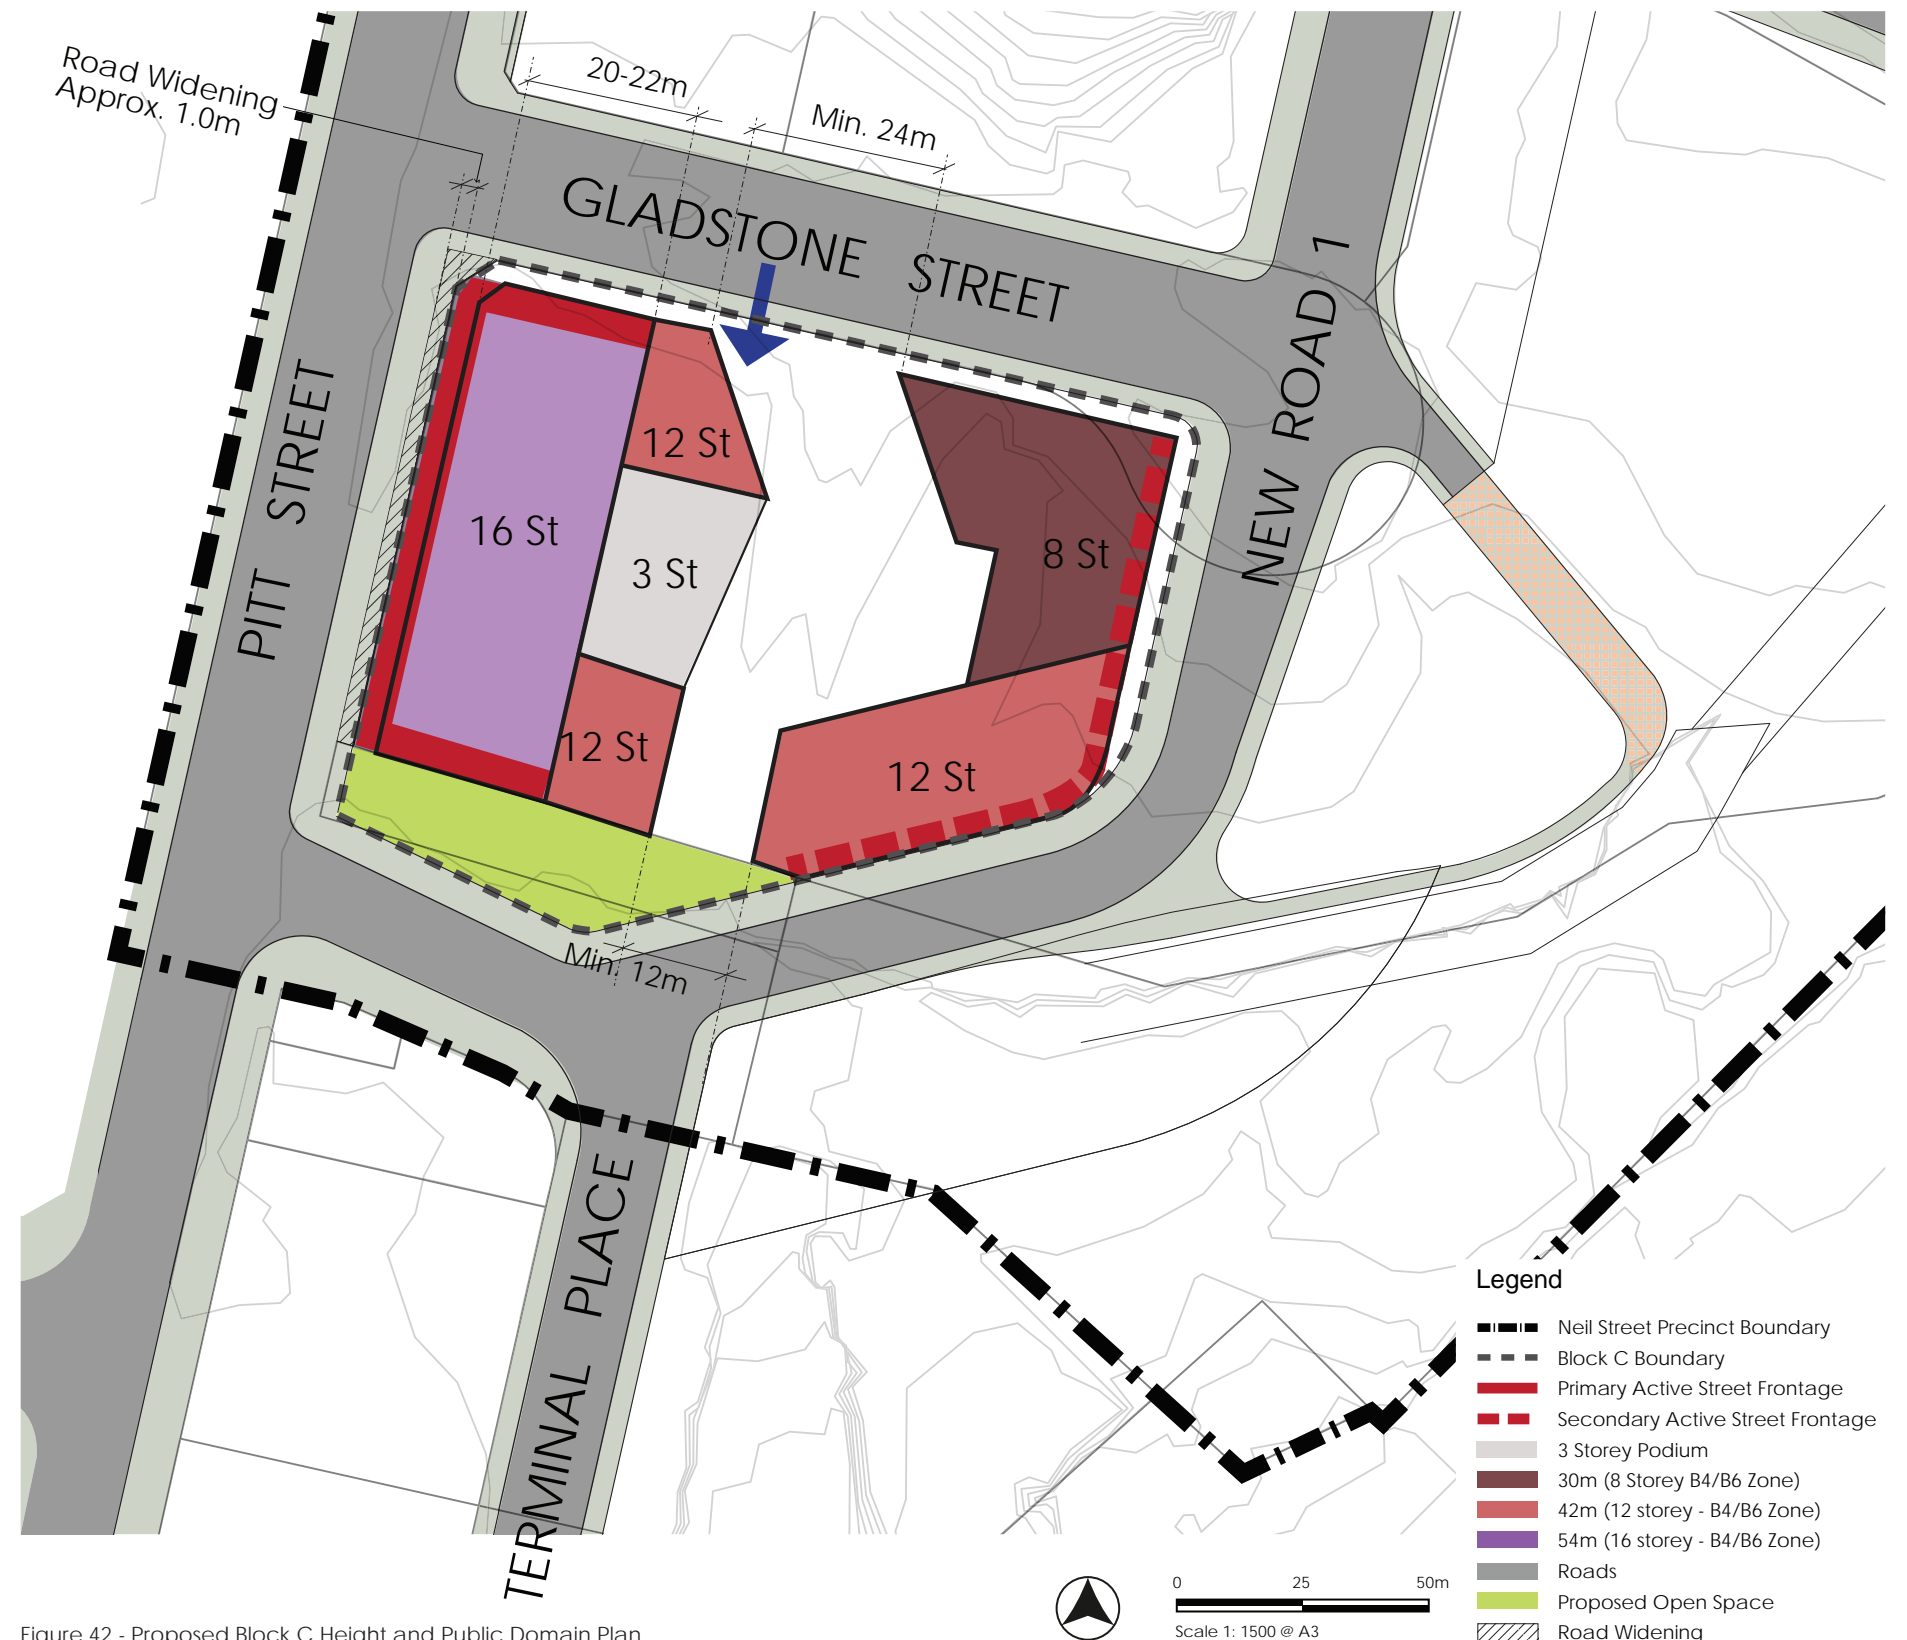 Road Widening
Approx. 1.0m
20-22m
Min. 24m
GLADSTONE STREET
NEW ROAD 1
PITT STREET
12 St
16 St
3 St
8 St
12 St
12 St
Min. 12m
TERMINAL PLACE
Legend
Neil Street Precinct Boundary
Block C Boundary
Primary Active Street Frontage
Secondary Active Street Frontage
3 Storey Podium
30m (8 Storey B4/B6 Zone)
42m (12 storey - B4/B6 Zone)
54m (16 storey - B4/B6 Zone)
Roads
Proposed Open Space
Road Widening
0 25 50m
Scale 1: 1500 @ A3
Figure 42 - Proposed Block C Height and Public Domain Plan